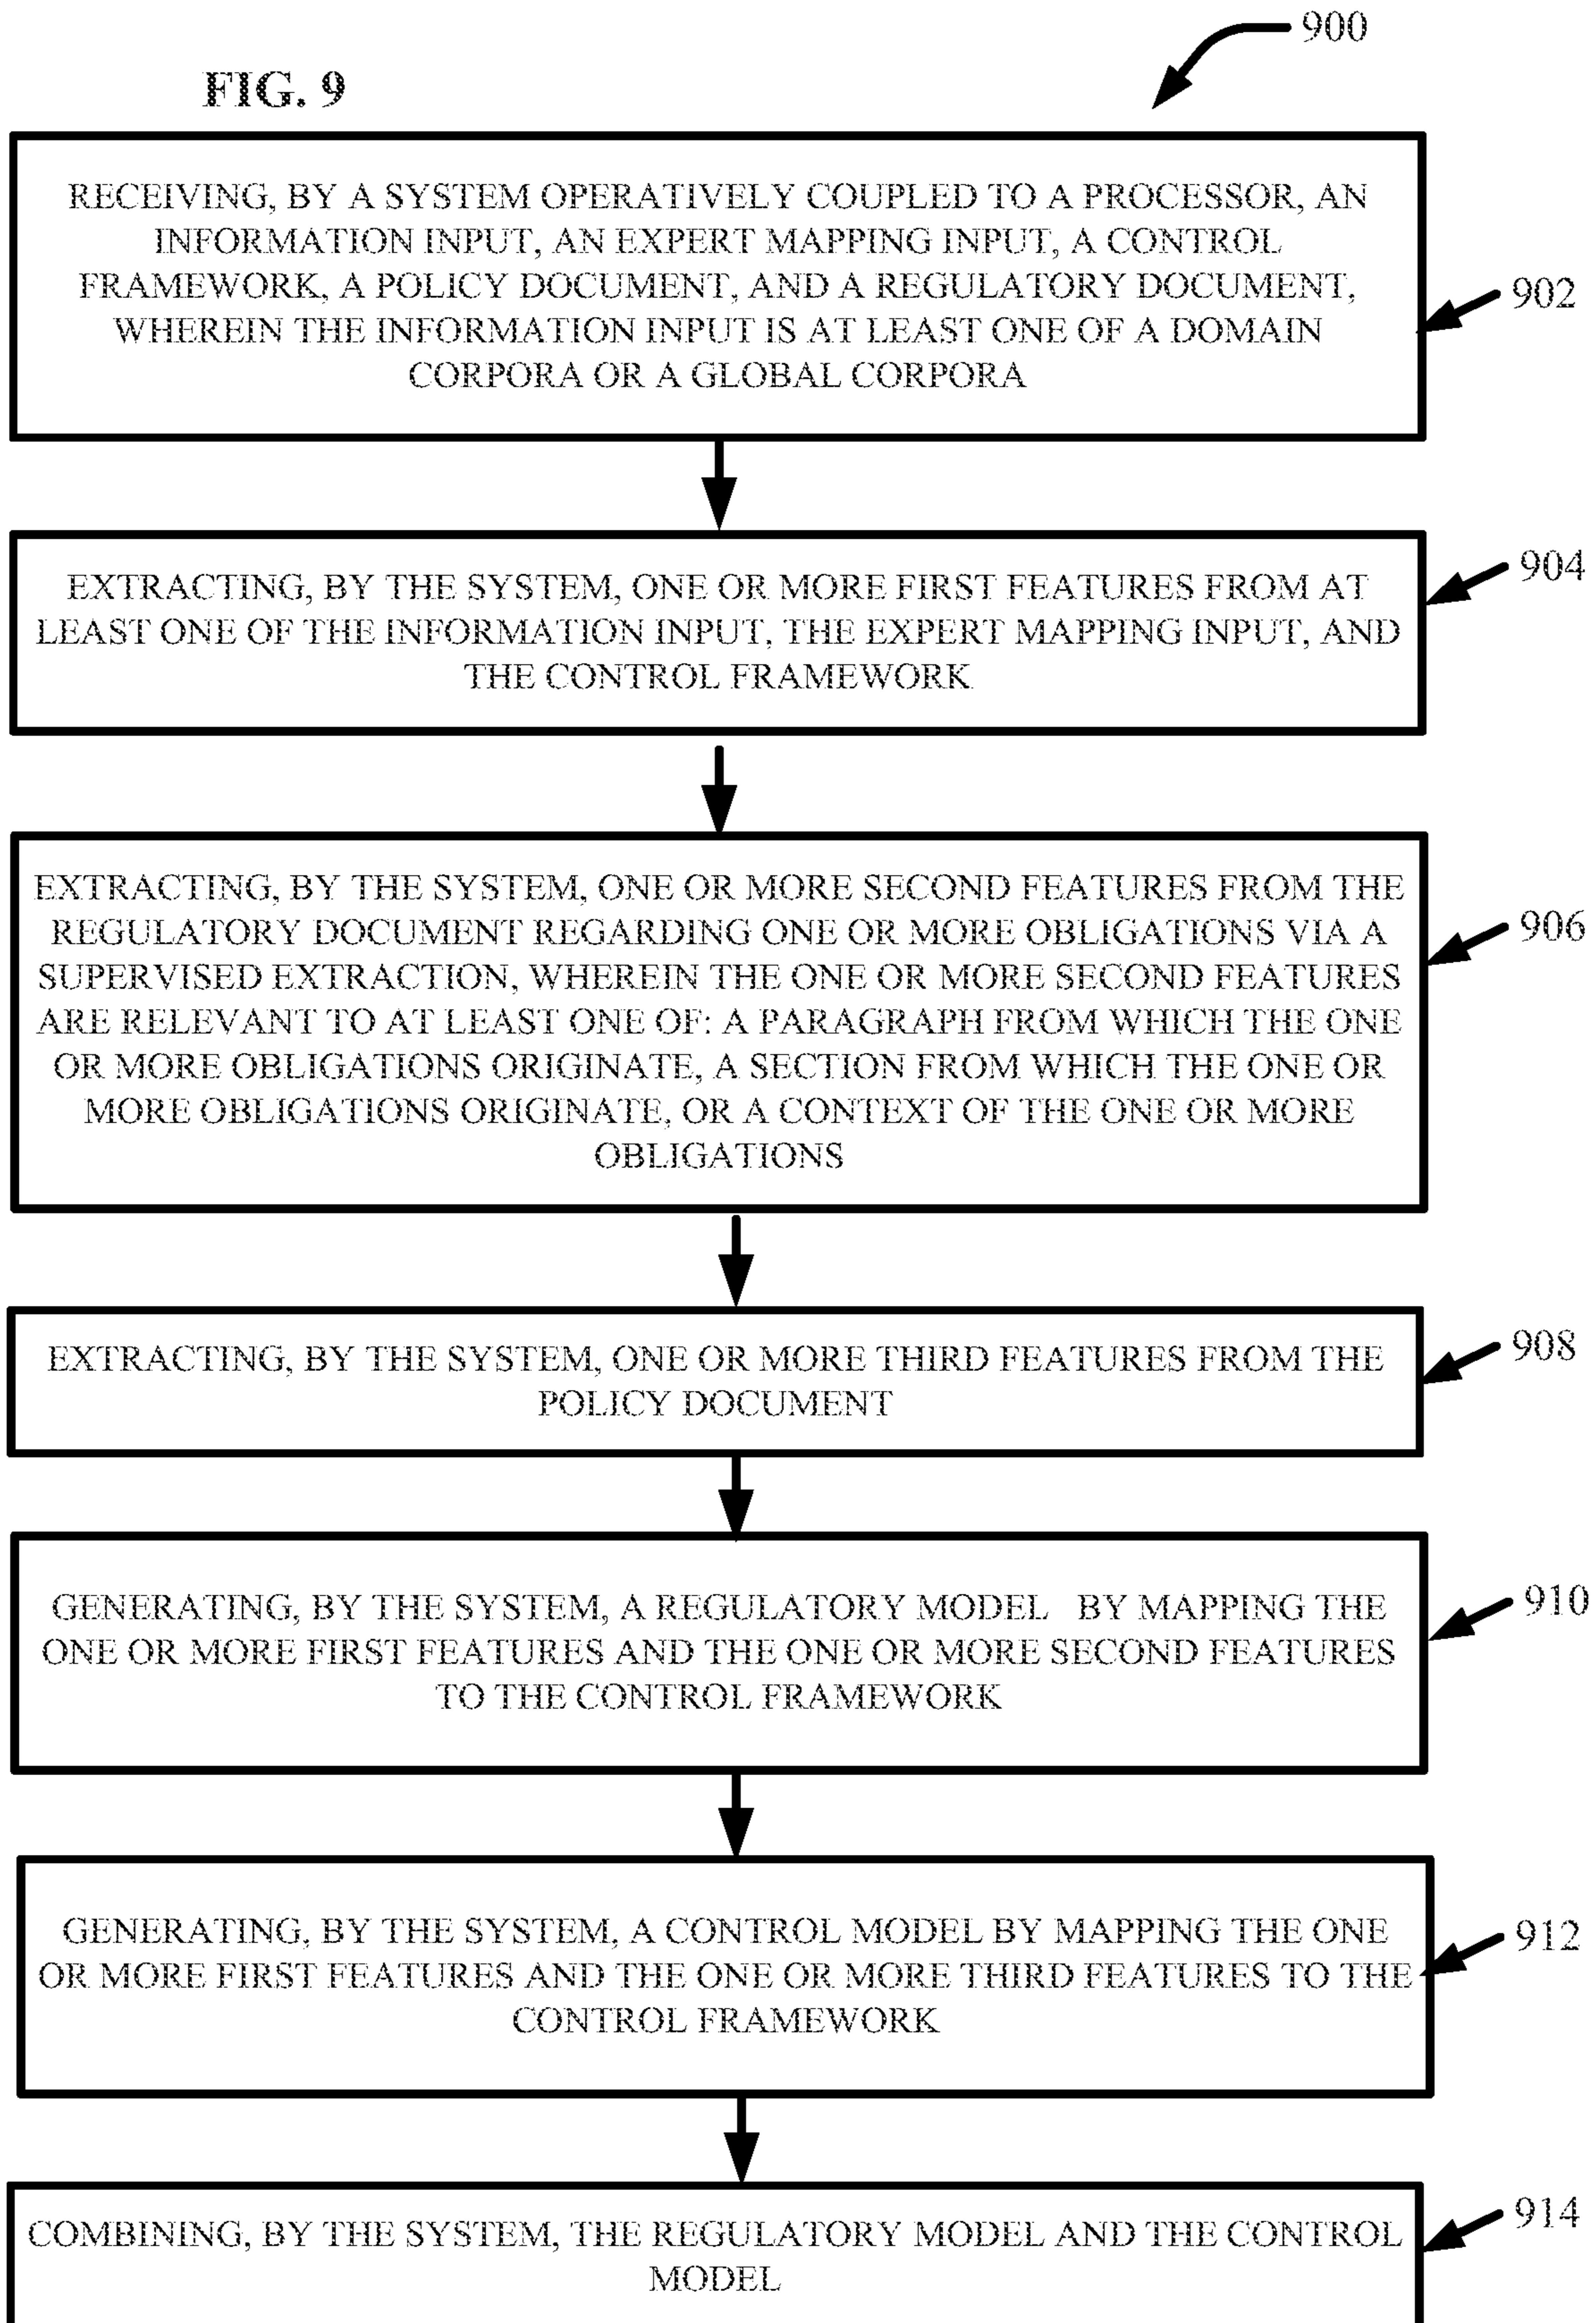 900
FIG. 9
RECEIVING, BY A SYSTEM OPERATIVELY COUPLED TO A PROCESSOR, AN
INFORMATION INPUT, AN EXPERT MAPPING INPUT, A CONTROL
FRAMEWORK, A POLICY DOCUMENT, AND A REGULATORY DOCUMENT,
WHEREIN THE INFORMATION INPUT IS AT LEAST ONE OF A DOMAIN
CORPORA OR A GLOBAL CORPORA
902
EXTRACTING, BY THE SYSTEM, ONE OR MORE FIRST FEATURES FROM AT
LEAST ONE OF THE INFORMATION INPUT, THE EXPERT MAPPING INPUT, AND
THE CONTROL FRAMEWORK
904
EXTRACTING, BY THE SYSTEM, ONE OR MORE SECOND FEATURES FROM THE
REGULATORY DOCUMENT REGARDING ONE OR MORE OBLIGATIONS VIA A
SUPERVISED EXTRACTION, WHEREIN THE ONE OR MORE SECOND FEATURES
ARE RELEVANT TO AT LEAST ONE OF: A PARAGRAPH FROM WHICH THE ONE
OR MORE OBLIGATIONS ORIGINATE, A SECTION FROM WHICH THE ONE OR
MORE OBLIGATIONS ORIGINATE, OR A CONTEXT OF THE ONE OR MORE
OBLIGATIONS
906
EXTRACTING, BY THE SYSTEM, ONE OR MORE THIRD FEATURES FROM THE
POLICY DOCUMENT
908
GENERATING, BY THE SYSTEM, A REGULATORY MODEL BY MAPPING THE
ONE OR MORE FIRST FEATURES AND THE ONE OR MORE SECOND FEATURES
TO THE CONTROL FRAMEWORK
910
GENERATING, BY THE SYSTEM, A CONTROL MODEL BY MAPPING THE ONE
OR MORE FIRST FEATURES AND THE ONE OR MORE THIRD FEATURES TO THE
CONTROL FRAMEWORK
912
COMBINING, BY THE SYSTEM, THE REGULATORY MODEL AND THE CONTROL
MODEL
914